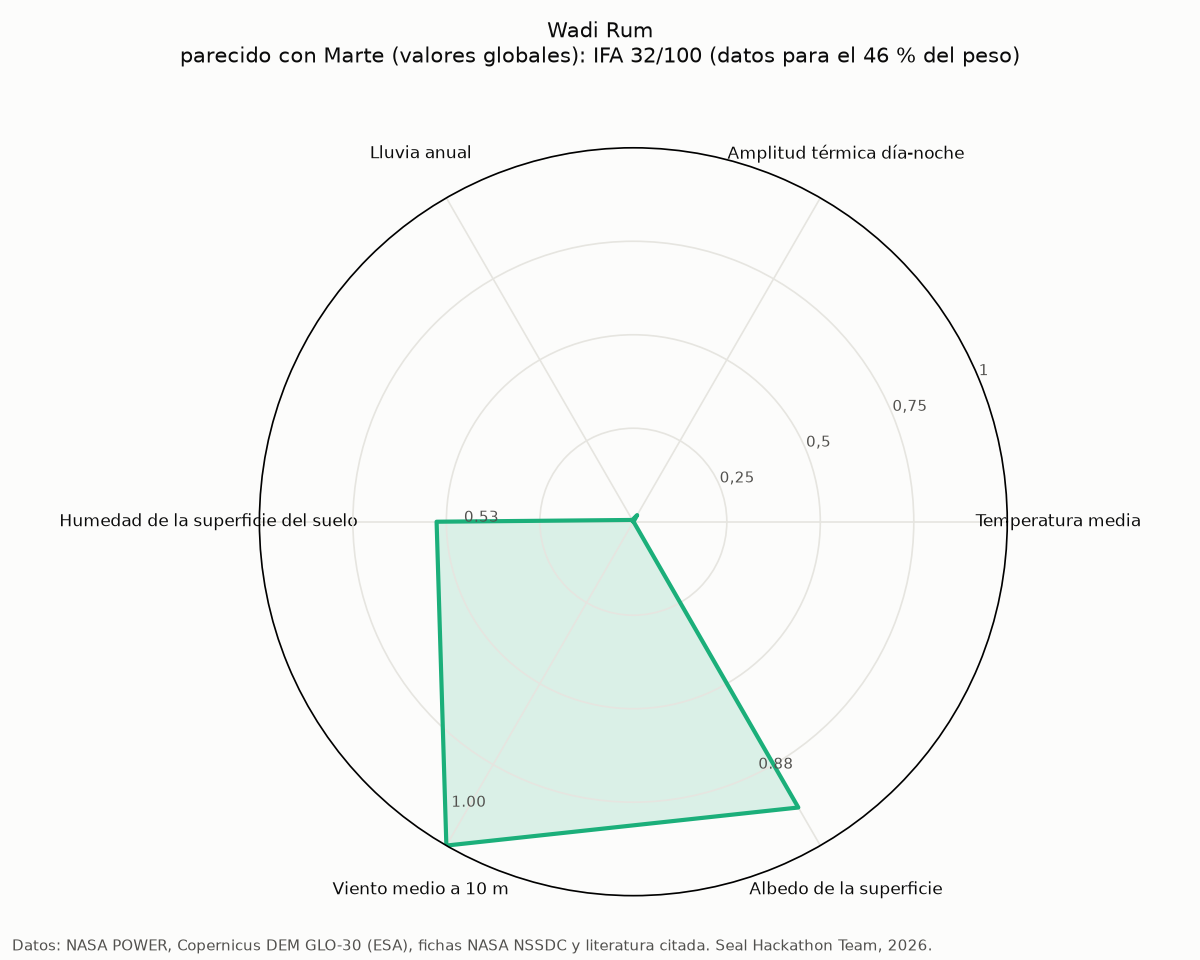 Wadi Rum
parecido con Marte (valores globales): IFA 32/100 (datos para el 46 % del peso)
Lluvia anual
Amplitud térmica día-noche
1
0,75
0,5
0,25
Humedad de la superficie del suelo
0.53
Temperatura media
0.88
1.00
Viento medio a 10 m
Albedo de la superficie
Datos: NASA POWER, Copernicus DEM GLO-30 (ESA), fichas NASA NSSDC y literatura citada. Seal Hackathon Team, 2026.